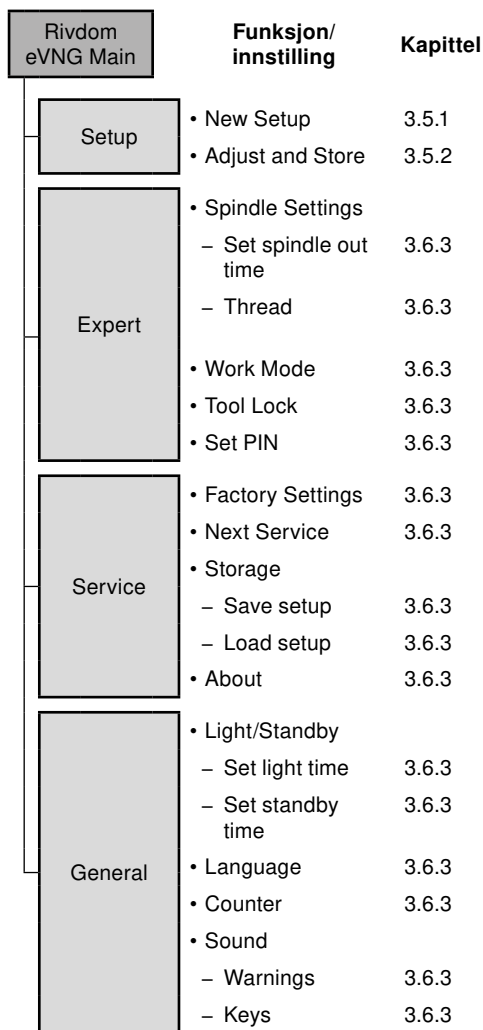 Rivdom
eVNG Main
Funksjon/
innstilling
Kapittel
Setup
• New Setup 3.5.1
• Adjust and Store 3.5.2
Expert
• Spindle Settings
– Set spindle out 3.6.3
time
– Thread 3.6.3
• Work Mode 3.6.3
• Tool Lock 3.6.3
• Set PIN 3.6.3
Service
• Factory Settings 3.6.3
• Next Service 3.6.3
• Storage
– Save setup 3.6.3
– Load setup 3.6.3
• About 3.6.3
General
• Light/Standby
– Set light time 3.6.3
– Set standby 3.6.3
time
• Language 3.6.3
• Counter 3.6.3
• Sound
– Warnings 3.6.3
– Keys 3.6.3